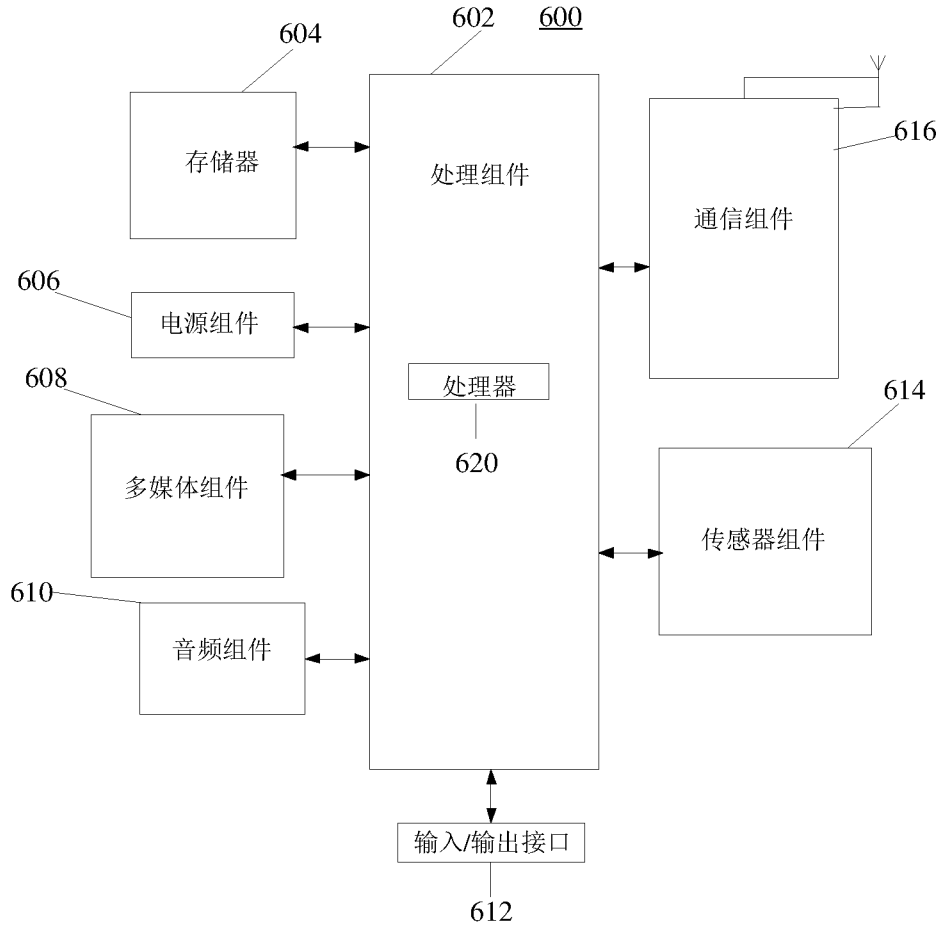 602
600
604
存储器
处理组件
616
通信组件
606
电源组件
608
处理器
614
620
多媒体组件
传感器组件
610
音频组件
输入/输出接口
612